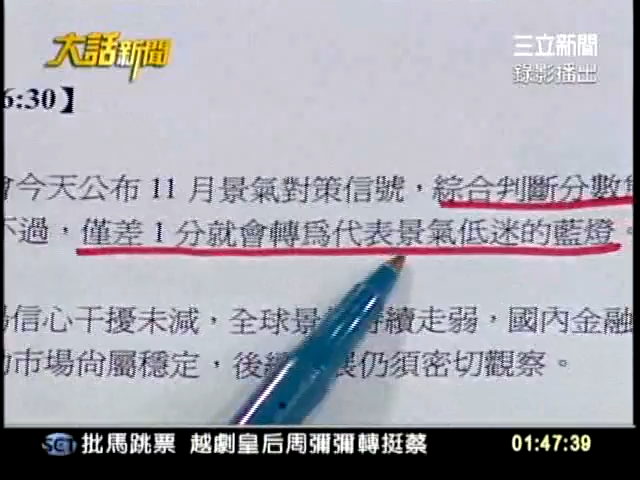 大話新聞
三立新聞
錄影播出
6:30】
會今天公布 11 月景氣對策信號，綜合判斷分數
不過，僅差 1 分就會轉為代表景氣低迷的藍燈。
信心干擾未減，全球景 持續走弱，國內金融
市場尚屬穩定，後續 展仍須密切觀察。
SET 批馬跳票 越劇皇后周彌彌轉挺蔡 01:47:39